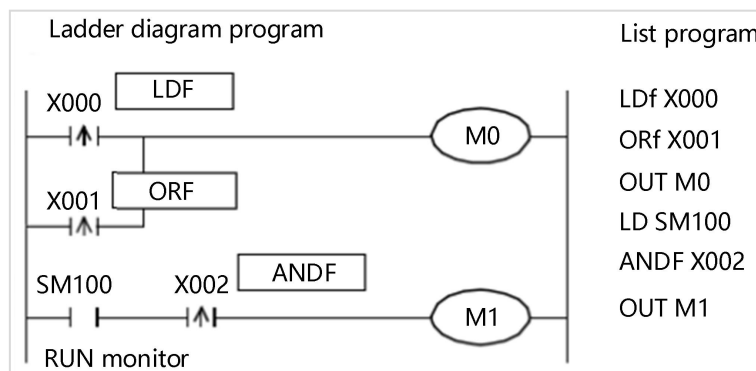 Ladder diagram program
LDF
X000
M0
ORF
X001
ANDF
SM100
X002
M1
RUN monitor
List program
LDf X000
ORf X001
OUT M0
LD SM100
ANDF X002
OUT M1